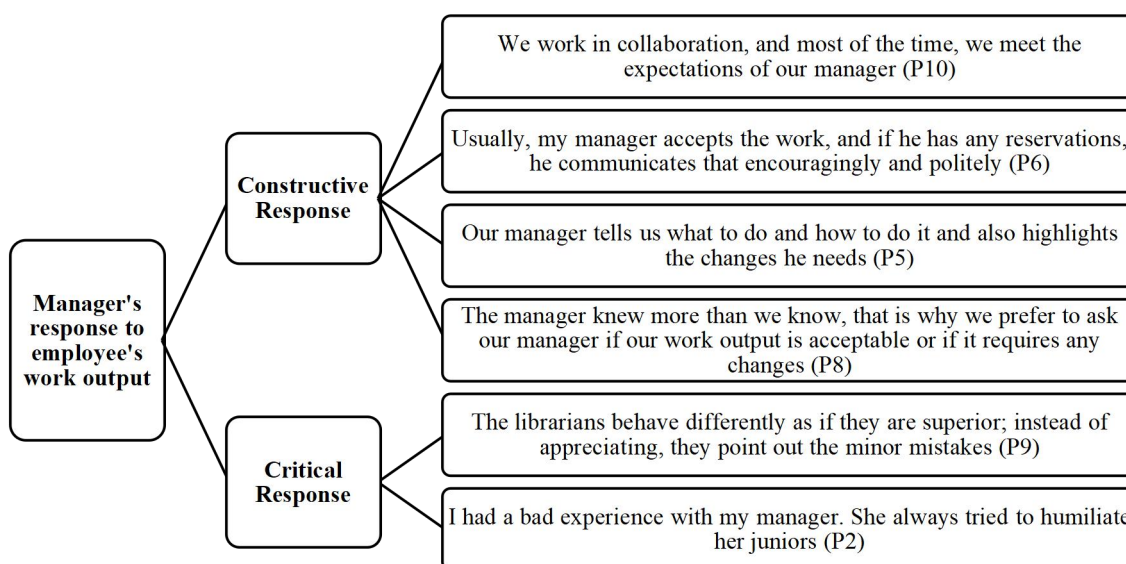 We work in collaboration, and most of the time, we meet the
expectations of our manager (P10)
Usually, my manager accepts the work, and if he has any reservations,
he communicates that encouragingly and politely (P6)
Constructive
Response
Our manager tells us what to do and how to do it and also highlights
the changes he needs (P5)
Manager's
response to
employee's
work output
The manager knew more than we know, that is why we prefer to ask
our manager if our work output is acceptable or if it requires any
changes (P8)
The librarians behave differently as if they are superior; instead of
appreciating, they point out the minor mistakes (P9)
Critical
Response
I had a bad experience with my manager. She always tried to humiliate
her juniors (P2)